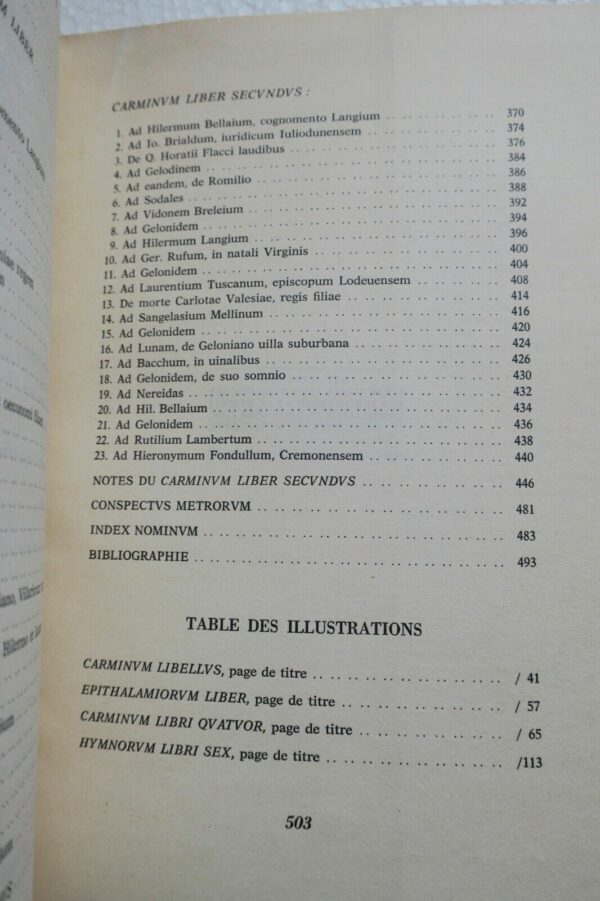 M LIBER
omento Langium
regem
oeconomi
iano,
Hilermo et
CARMINVM LIBER SECVNDVS :
1. Ad Hilermum Bellaium, cognomento Langium .. .. .. .. .. .. 370
2. Ad Io. Brialdum, iuridicum Iuliodunensem .. .. .. .. .. .. .. 374
3. De Q. Horatii Flacci laudibus .. .. .. .. .. .. .. .. .. .. 376
4. Ad Gelodinem .. .. .. .. .. .. .. .. .. .. .. .. .. .. 384
5. Ad eandem, de Romilio .. .. .. .. .. .. .. .. .. .. .. .. 386
6. Ad Sodales .. .. .. .. .. .. .. .. .. .. .. .. .. .. .. 388
7. Ad Vidonem Breleium .. .. .. .. .. .. .. .. .. .. .. .. 392
8. Ad Gelonidem .. .. .. .. .. .. .. .. .. .. .. .. .. .. 394
9. Ad Hilermum Langium .. .. .. .. .. .. .. .. .. .. .. .. 396
10. Ad Ger. Rufum, in natali Virginis .. .. .. .. .. .. .. .. .. 400
11. Ad Gelonidem .. .. .. .. .. .. .. .. .. .. .. .. .. .. 404
12. Ad Laurentium Tuscanum, episcopum Lodeuensem .. .. .. .. 408
13. De morte Carlotae Valesiae, regis filiae .. .. .. .. .. .. .. 414
14. Ad Sangelasium Mellinum .. .. .. .. .. .. .. .. .. .. .. 416
15. Ad Gelonidem .. .. .. .. .. .. .. .. .. .. .. .. .. .. 420
16. Ad Lunam, de Geloniano uilla suburbana .. .. .. .. .. .. .. 424
17. Ad Bacchum, in uinalibus .. .. .. .. .. .. .. .. .. .. .. 426
18. Ad Gelonidem, de suo somnio .. .. .. .. .. .. .. .. .. .. 430
19. Ad Nereidas .. .. .. .. .. .. .. .. .. .. .. .. .. .. .. 432
20. Ad Hil. Bellaium .. .. .. .. .. .. .. .. .. .. .. .. .. .. 434
21. Ad Gelonidem .. .. .. .. .. .. .. .. .. .. .. .. .. .. 436
22. Ad Rutilium Lambertum .. .. .. .. .. .. .. .. .. .. .. .. 438
23. Ad Hieronymum Fondullum, Cremonensem .. .. .. .. .. .. 440
NOTES DU CARMINVM LIBER SECVNDVS .. .. .. .. .. .. .. 446
CONSPECTVS METRORVM .. .. .. .. .. .. .. .. .. .. .. 481
INDEX NOMINVM .. .. .. .. .. .. .. .. .. .. .. .. .. .. 483
BIBLIOGRAPHIE .. .. .. .. .. .. .. .. .. .. .. .. .. .. 493
TABLE DES ILLUSTRATIONS
CARMINVM LIBELLVS, page de titre .. .. .. .. .. .. .. .. / 41
EPITHALAMIORVM LIBER, page de titre .. .. .. .. .. .. .. / 57
CARMINVM LIBRI QVATVOR, page de titre .. .. .. .. .. .. / 65
HYMNORVM LIBRI SEX, page de titre .. .. .. .. .. .. .. .. /113
503